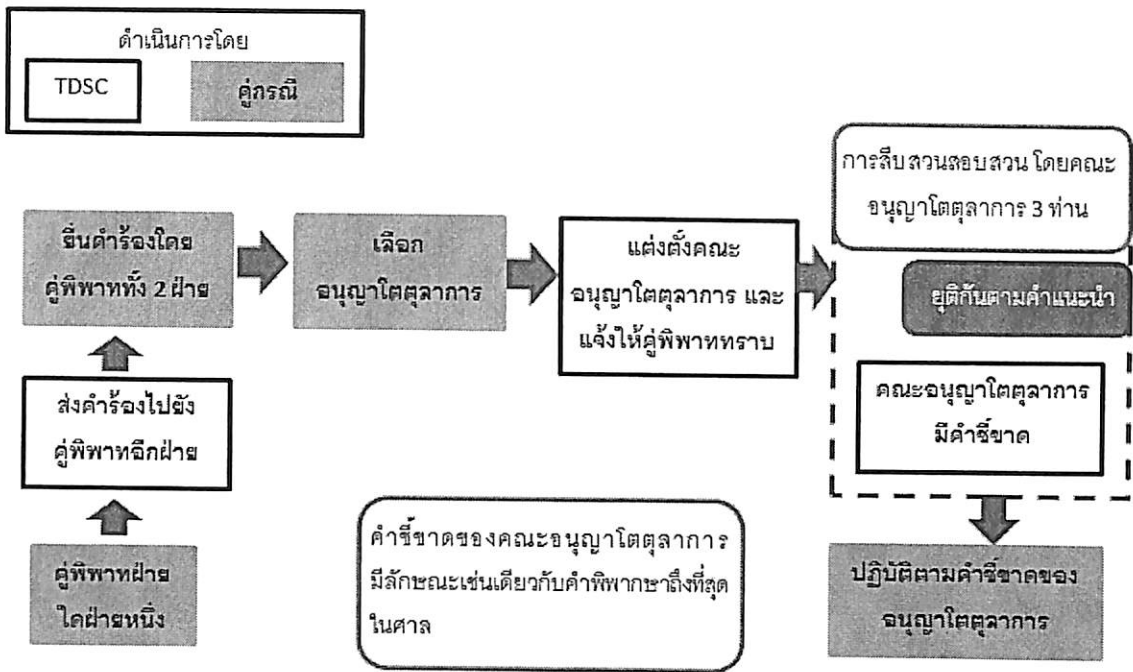 ดำเนินการโดย
TDSC
คู่กรณี
ยื่นคำร้องโดย
คู่พิพาททั้ง 2 ฝ่าย
เลือก
อนุญาโตตุลาการ
แต่งตั้งคณะ
อนุญาโตตุลาการ และ
แจ้งให้คู่พิพาททราบ
การสืบสวนสอบสวน โดยคณะ
อนุญาโตตุลาการ 3 ท่าน
ยุติกันตามคำแนะนำ
คณะอนุญาโตตุลาการ
มีคำชี้ขาด
ส่งคำร้องไปยัง
คู่พิพาทอีกฝ่าย
คู่พิพาทฝ่าย
ใดฝ่ายหนึ่ง
คำชี้ขาดของคณะอนุญาโตตุลาการ
มีลักษณะเช่นเดียวกับคำพิพากษาถึงที่สุด
ในศาล
ปฏิบัติตามคำชี้ขาดของ
อนุญาโตตุลาการ